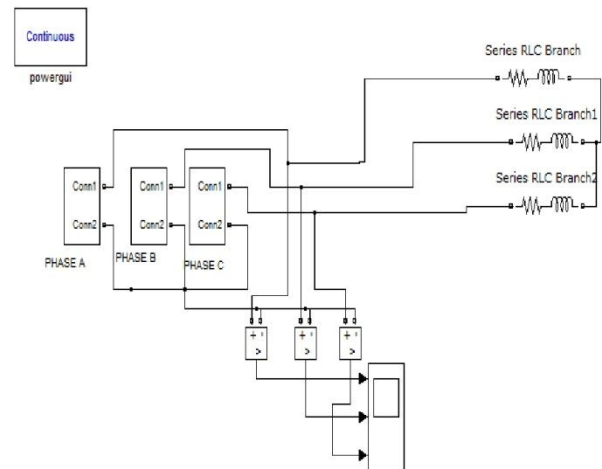 Continuous
powergui
Series RLC Branch
Series RLC Branch1
Series RLC Branch2
Conn1
Conn1
Conn1
Conn2
Conn2
Conn2
PHASE A
PHASE B
PHASE C
+ -
+ -
+ -
>
>
>